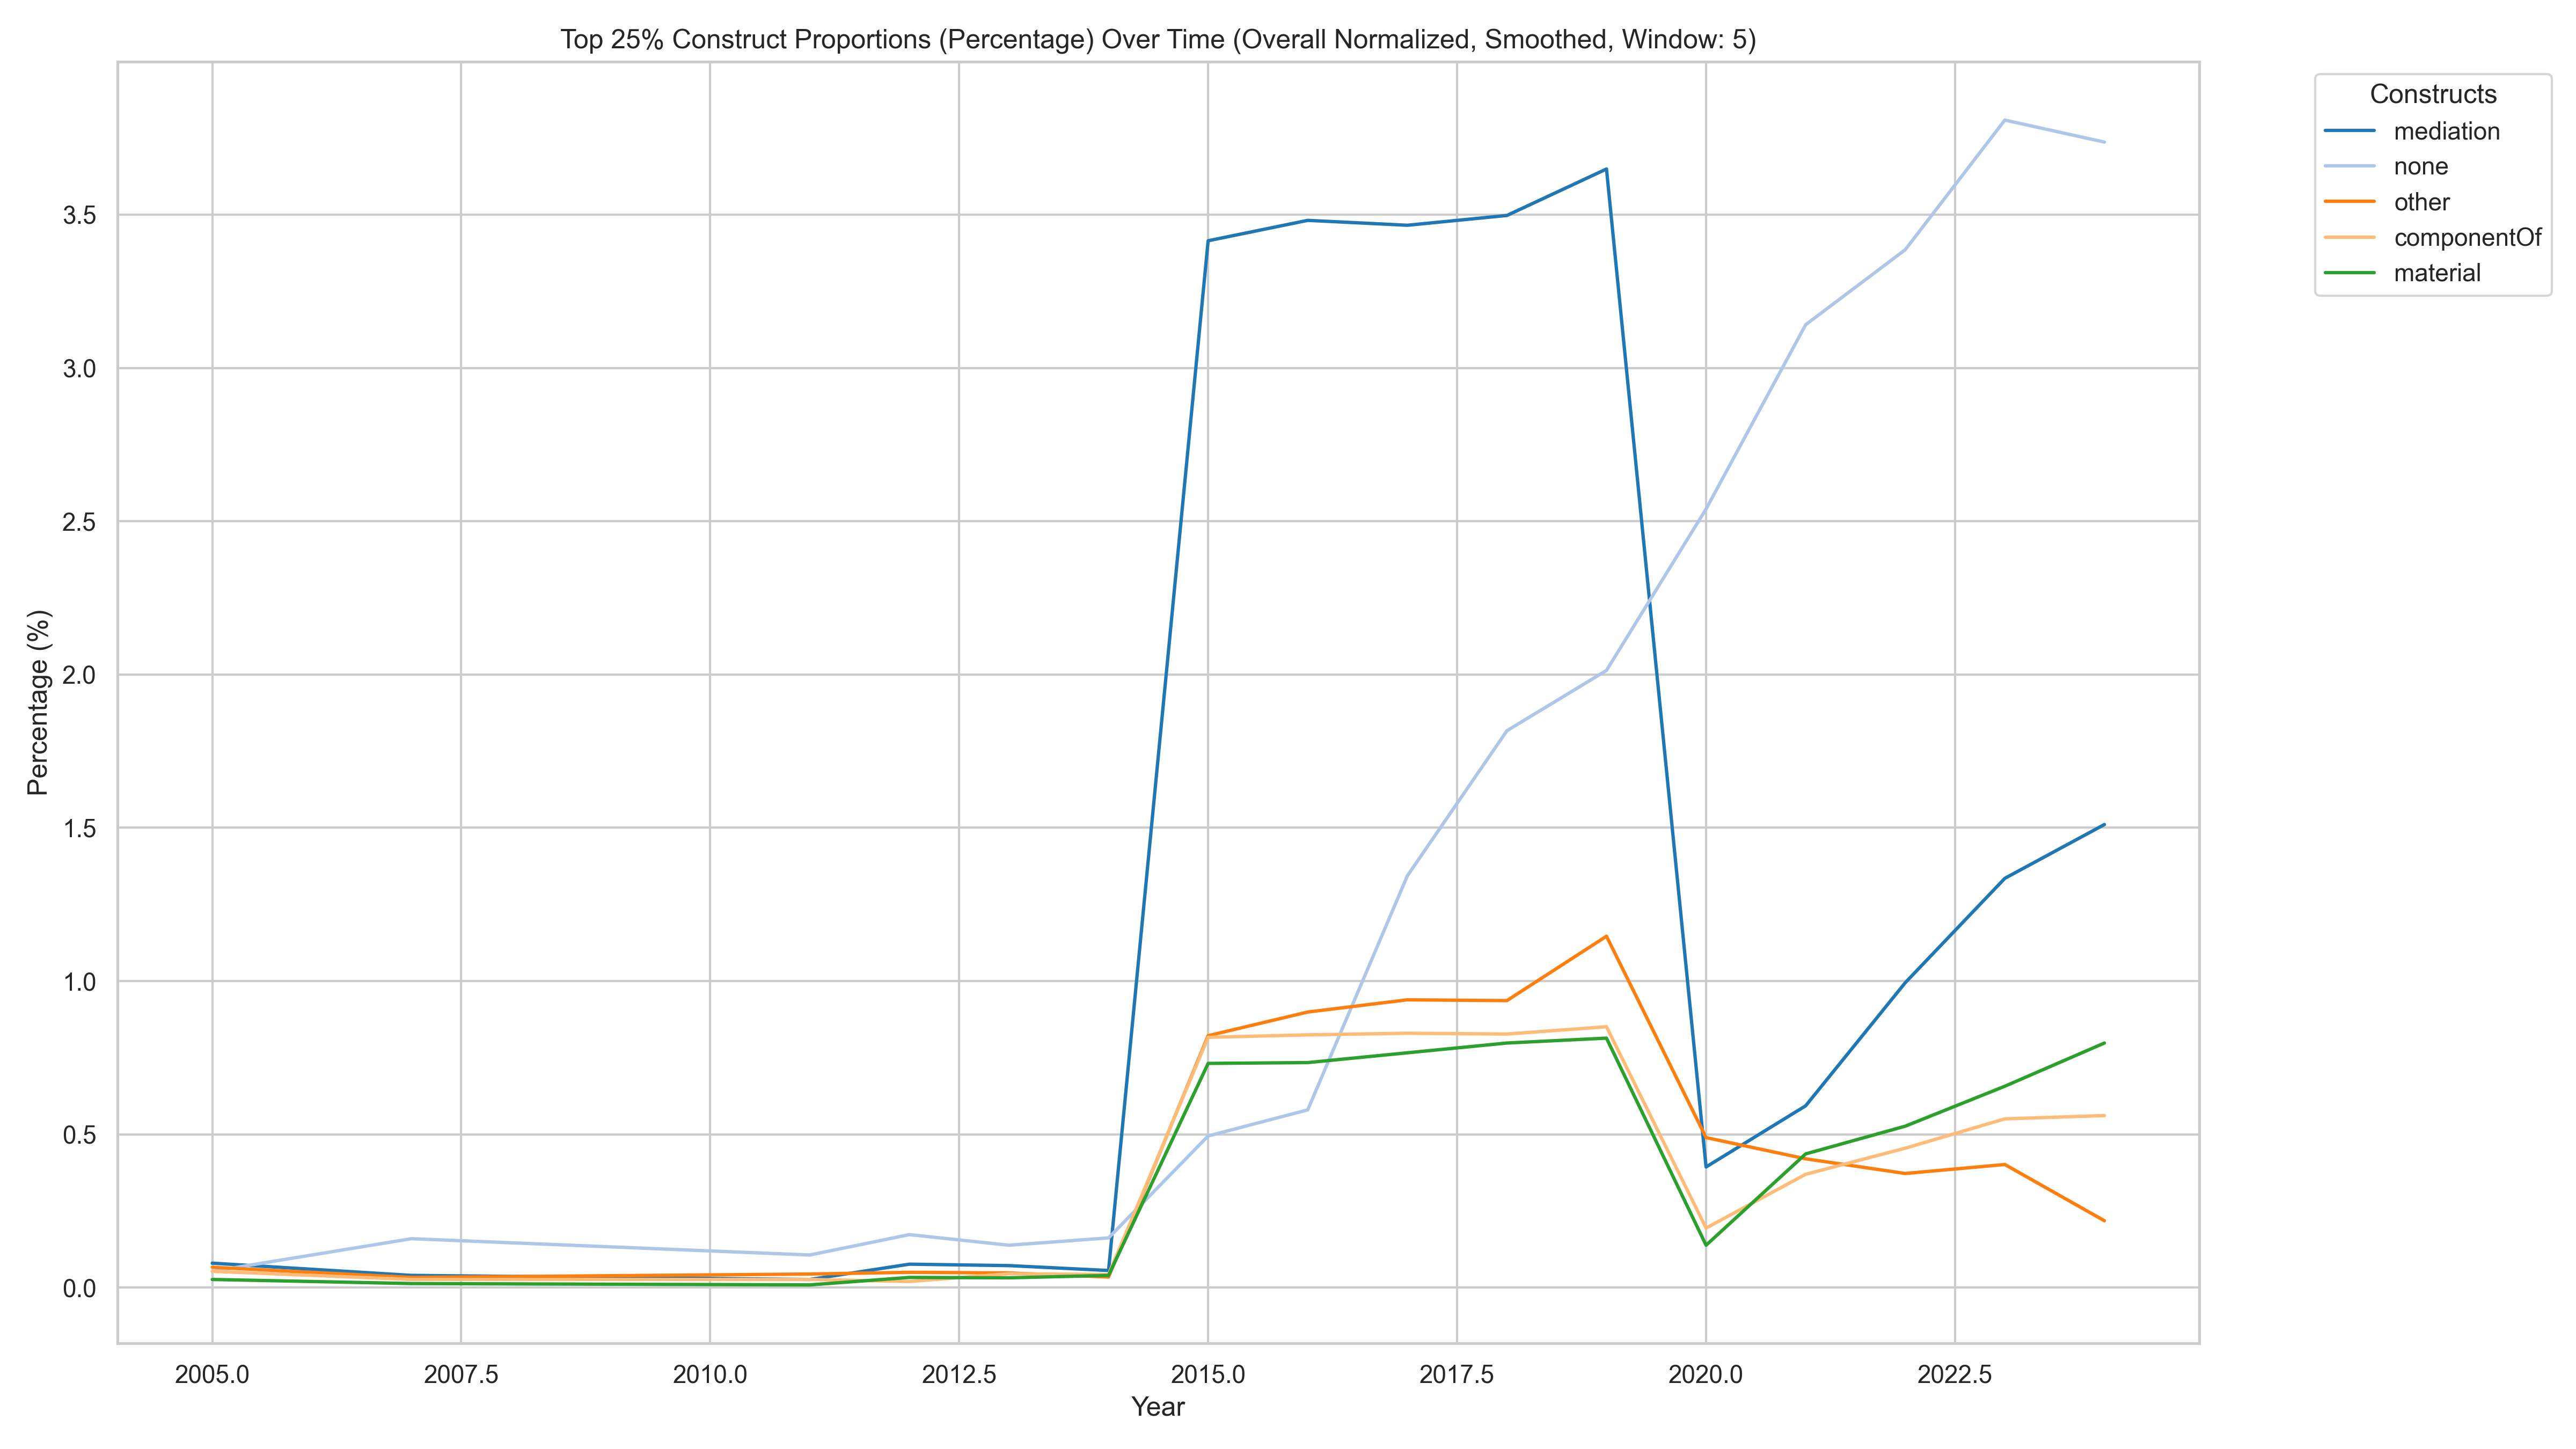 Top 25% Construct Proportions (Percentage) Over Time (Overall Normalized, Smoothed, Window: 5)
Constructs
mediation
none
other
componentOf
material
Percentage (%)
3.5
3.0
2.5
2.0
1.5
1.0
0.5
0.0
2005.0 2007.5 2010.0 2012.5 2015.0 2017.5 2020.0 2022.5
Year